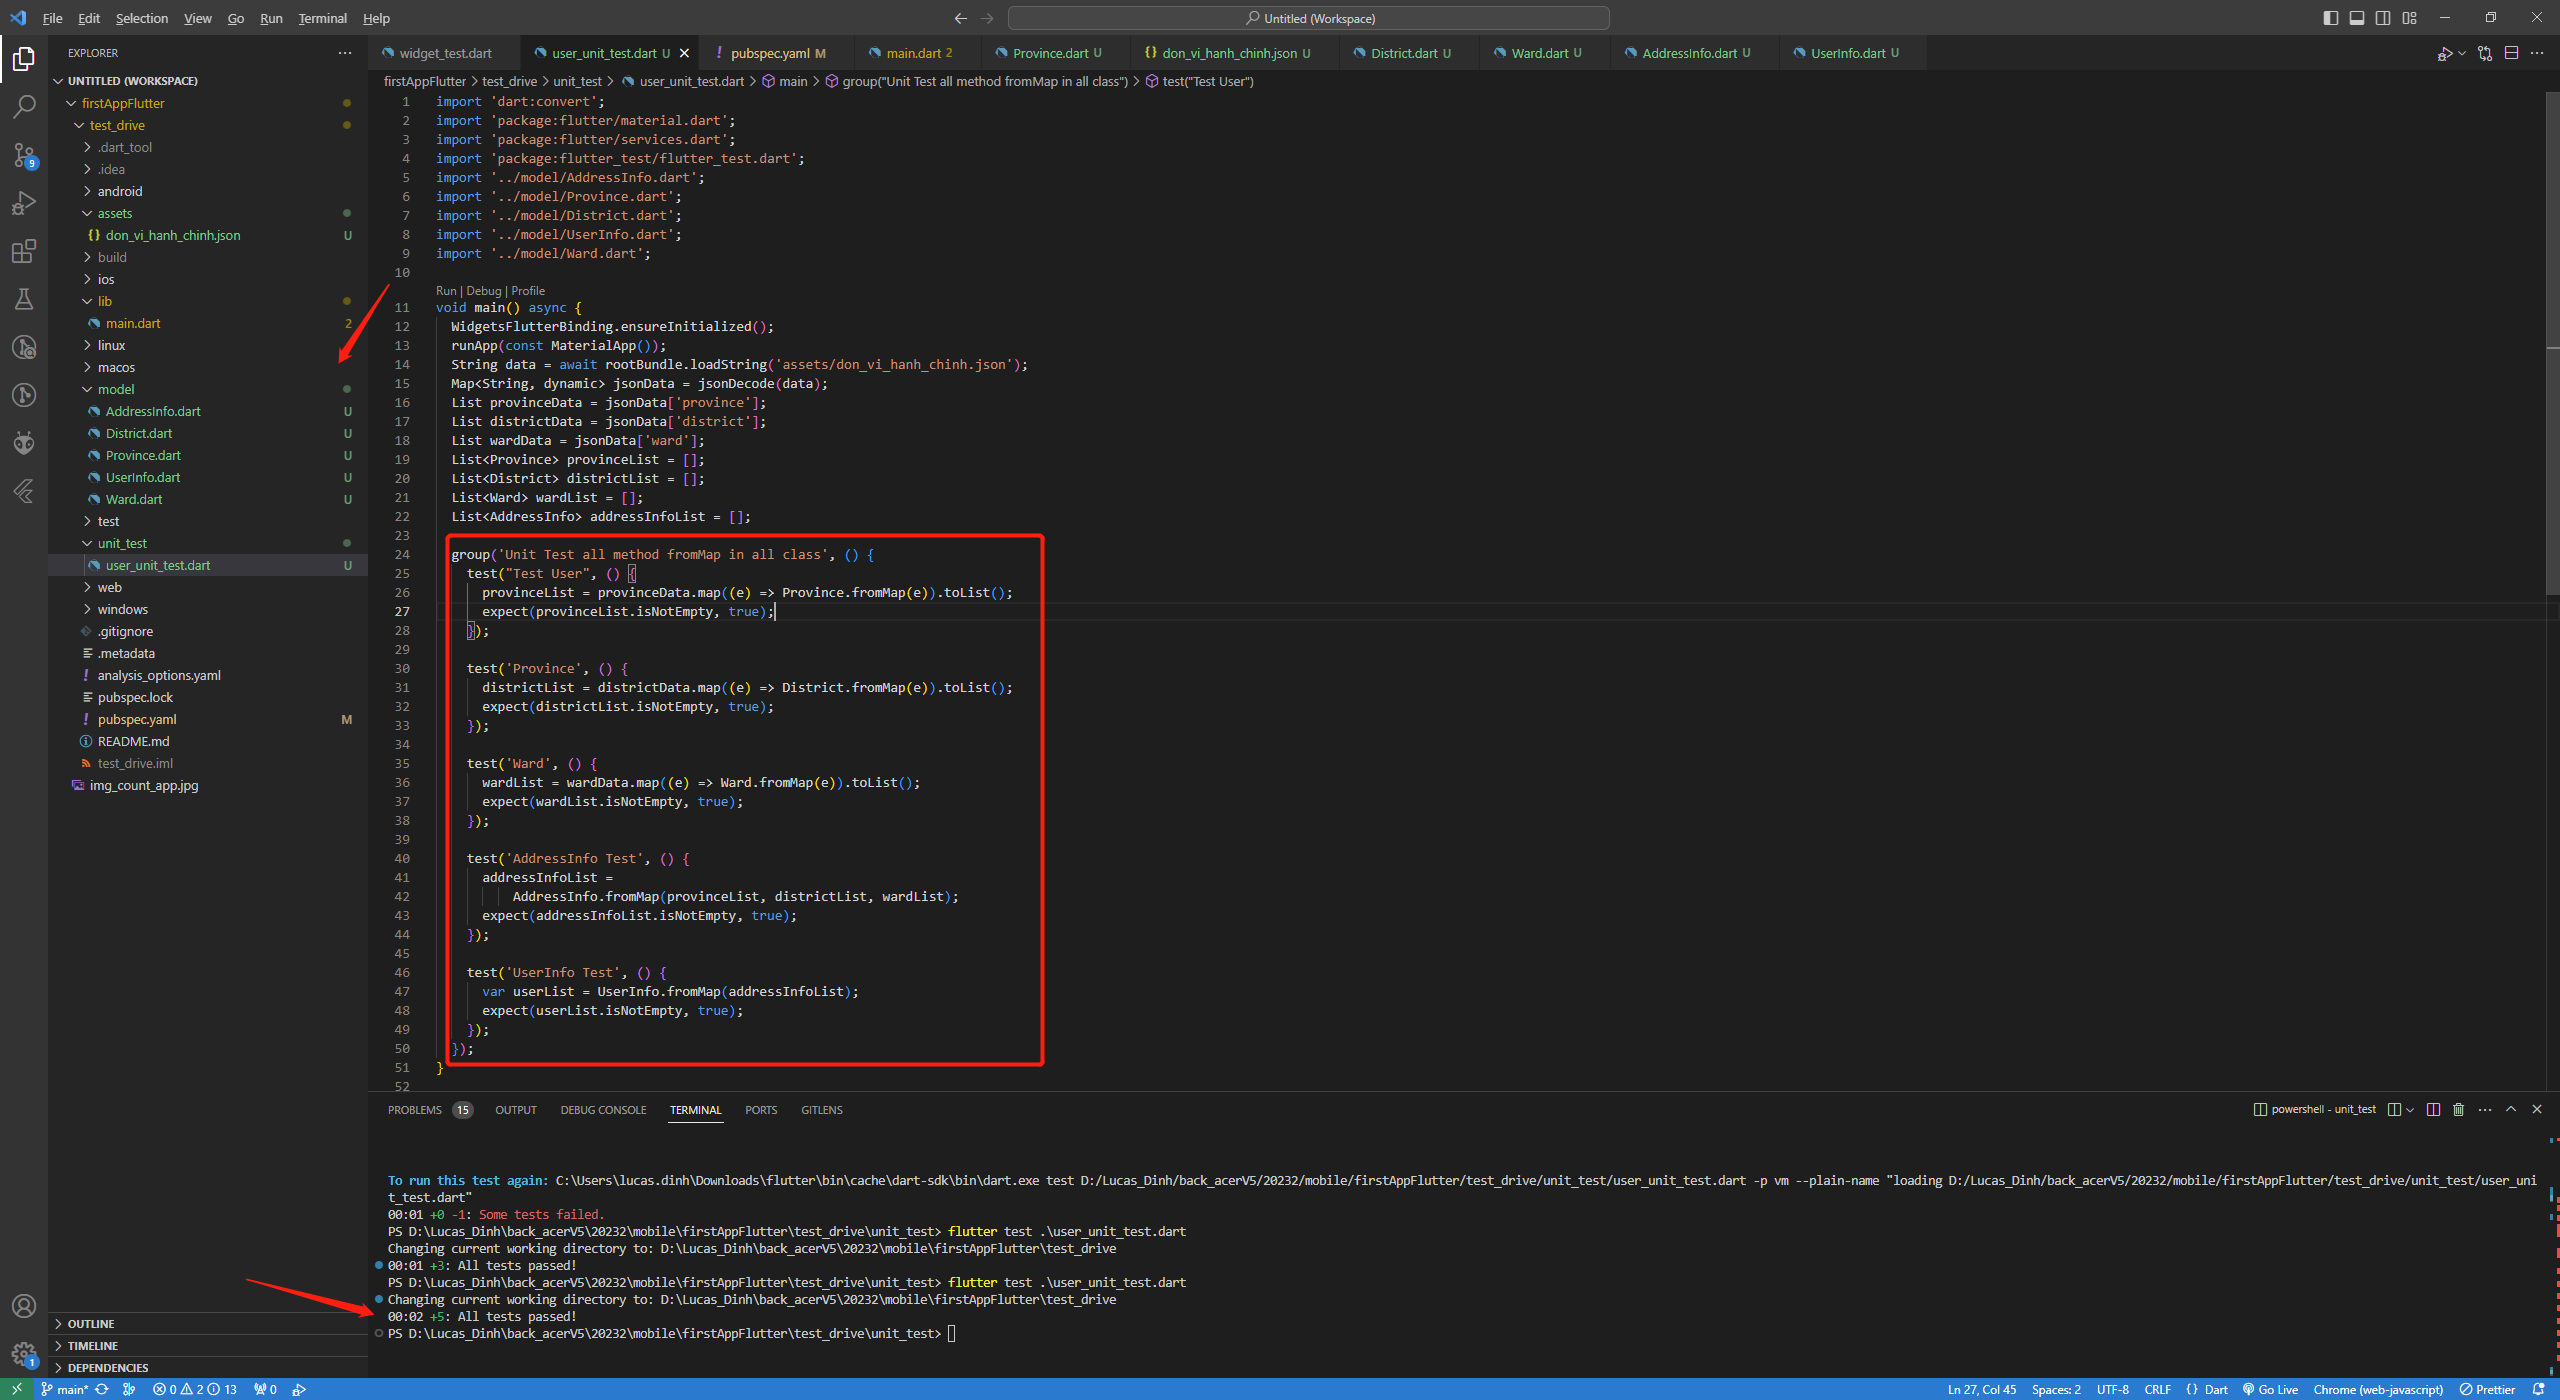 File Edit Selection View Go Run Terminal Help
Untitled (Workspace)
EXPLORER
UNTITLED (WORKSPACE)
firstAppFlutter
test_drive
.dart_tool
.idea
android
assets
don_vi_hanh_chinh.json U
build
ios
lib
main.dart 2
linux
macos
model
AddressInfo.dart U
District.dart U
Province.dart U
UserInfo.dart U
Ward.dart U
test
unit_test
user_unit_test.dart U
web
windows
.gitignore
.metadata
analysis_options.yaml
pubspec.lock
pubspec.yaml M
README.md
test_drive.iml
img_count_app.jpg
OUTLINE
TIMELINE
DEPENDENCIES
9
1
widget_test.dart user_unit_test.dart U pubspec.yaml M main.dart 2 Province.dart U don_vi_hanh_chinh.json U District.dart U Ward.dart U AddressInfo.dart U UserInfo.dart U
firstAppFlutter > test_drive > unit_test > user_unit_test.dart > main > group("Unit Test all method fromMap in all class") > test("Test User")
1 import 'dart:convert';
2 import 'package:flutter/material.dart';
3 import 'package:flutter/services.dart';
4 import 'package:flutter_test/flutter_test.dart';
5 import '../model/AddressInfo.dart';
6 import '../model/Province.dart';
7 import '../model/District.dart';
8 import '../model/UserInfo.dart';
9 import '../model/Ward.dart';
10
Run | Debug | Profile
11 void main() async {
12 WidgetsFlutterBinding.ensureInitialized();
13 runApp(const MaterialApp());
14 String data = await rootBundle.loadString('assets/don_vi_hanh_chinh.json');
15 Map<String, dynamic> jsonData = jsonDecode(data);
16 List provinceData = jsonData['province'];
17 List districtData = jsonData['district'];
18 List wardData = jsonData['ward'];
19 List<Province> provinceList = [];
20 List<District> districtList = [];
21 List<Ward> wardList = [];
22 List<AddressInfo> addressInfoList = [];
23
24 group('Unit Test all method fromMap in all class', () {
25 test("Test User", () {
26 provinceList = provinceData.map((e) => Province.fromMap(e)).toList();
27 expect(provinceList.isNotEmpty, true);
28 });
29
30 test('Province', () {
31 districtList = districtData.map((e) => District.fromMap(e)).toList();
32 expect(districtList.isNotEmpty, true);
33 });
34
35 test('Ward', () {
36 wardList = wardData.map((e) => Ward.fromMap(e)).toList();
37 expect(wardList.isNotEmpty, true);
38 });
39
40 test('AddressInfo Test', () {
41 addressInfoList =
42 AddressInfo.fromMap(provinceList, districtList, wardList);
43 expect(addressInfoList.isNotEmpty, true);
44 });
45
46 test('UserInfo Test', () {
47 var userList = UserInfo.fromMap(addressInfoList);
48 expect(userList.isNotEmpty, true);
49 });
50 });
51 }
52
PROBLEMS 15 OUTPUT DEBUG CONSOLE TERMINAL PORTS GITLENS
powershell - unit_test
To run this test again: C:\Users\lucas.dinh\Downloads\flutter\bin\cache\dart-sdk\bin\dart.exe test D:/Lucas_Dinh/back_acerV5/20232/mobile/firstAppFlutter/test_drive/unit_test/user_unit_test.dart -p vm --plain-name "loading D:/Lucas_Dinh/back_acerV5/20232/mobile/firstAppFlutter/test_drive/unit_test/user_uni
t_test.dart"
00:01 +0 -1: Some tests failed.
PS D:\Lucas_Dinh\back_acerV5\20232\mobile\firstAppFlutter\test_drive\unit_test> flutter test .\user_unit_test.dart
Changing current working directory to: D:\Lucas_Dinh\back_acerV5\20232\mobile\firstAppFlutter\test_drive
00:01 +3: All tests passed!
PS D:\Lucas_Dinh\back_acerV5\20232\mobile\firstAppFlutter\test_drive\unit_test> flutter test .\user_unit_test.dart
Changing current working directory to: D:\Lucas_Dinh\back_acerV5\20232\mobile\firstAppFlutter\test_drive
00:02 +5: All tests passed!
PS D:\Lucas_Dinh\back_acerV5\20232\mobile\firstAppFlutter\test_drive\unit_test>
main* 0 2 13 0 Ln 27, Col 45 Spaces: 2 UTF-8 CRLF {} Dart Go Live Chrome (web-javascript) Prettier